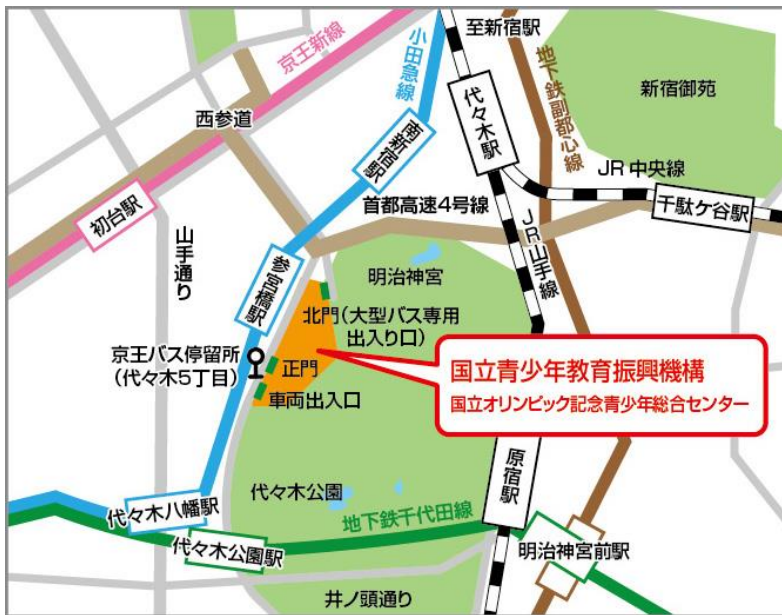 至新宿駅
京王新線
小田急線
代々木駅
地下鉄副都心線
新宿御苑
西参道
南新宿駅
JR中央線
初台駅
首都高速4号線
千駄ケ谷駅
山手通り
参宮橋駅
明治神宮
JR山手線
北門(大型バス専用
出入り口)
京王バス停留所
(代々木5丁目)
正門
車両出入口
国立青少年教育振興機構
国立オリンピック記念青少年総合センター
原宿駅
代々木公園
代々木八幡駅
地下鉄千代田線
代々木公園駅
明治神宮前駅
井ノ頭通り